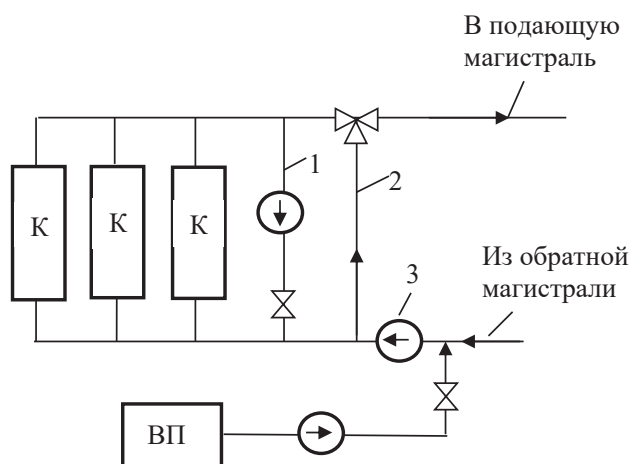 В подающую
магистраль
1
2
К
К
К
Из обратной
магистрали
3
ВП